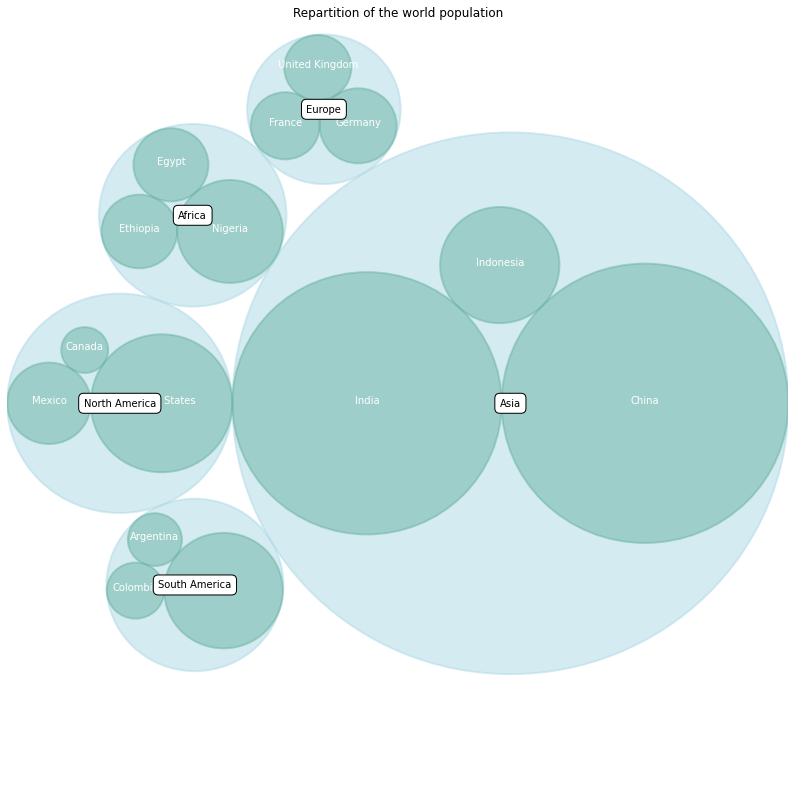 Repartition of the world population
United Kingdom
Europe
France
Germany
Egypt
Africa
Ethiopia
Nigeria
Indonesia
Canada
Mexico
North America
States
India
Asia
China
Argentina
South America
Colombi